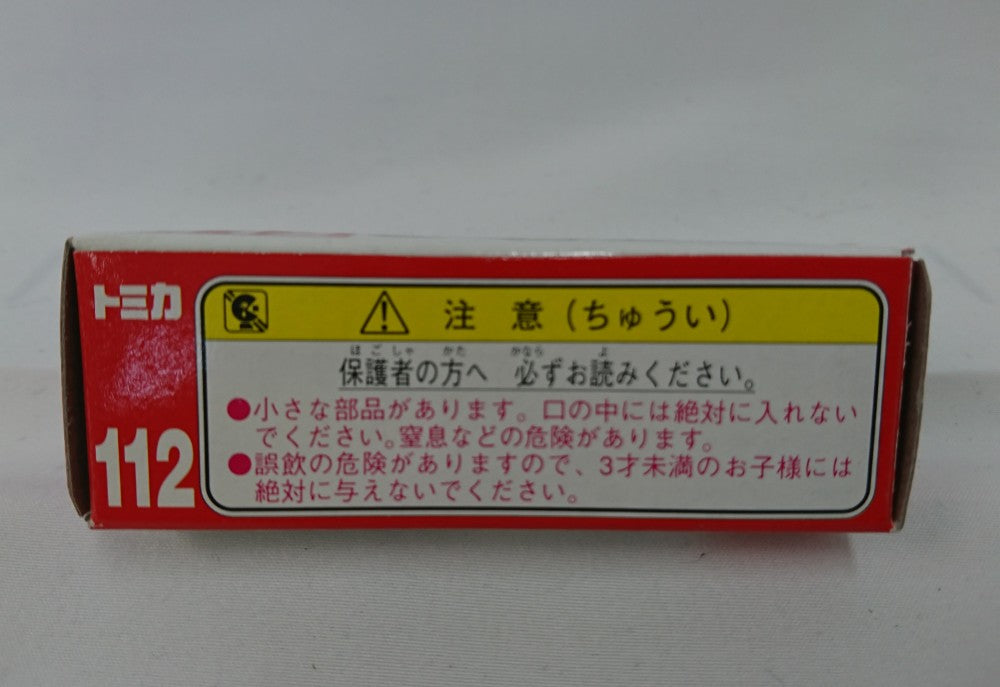 トミカ
112
注意(ちゅうい)
ほごしゃ かた かなら よ
保護者の方へ 必ずお読みください。
●小さな部品があります。口の中には絶対に入れない
でください。窒息などの危険があります。
●誤飲の危険がありますので、3才未満のお子様には
絶対に与えないでください。